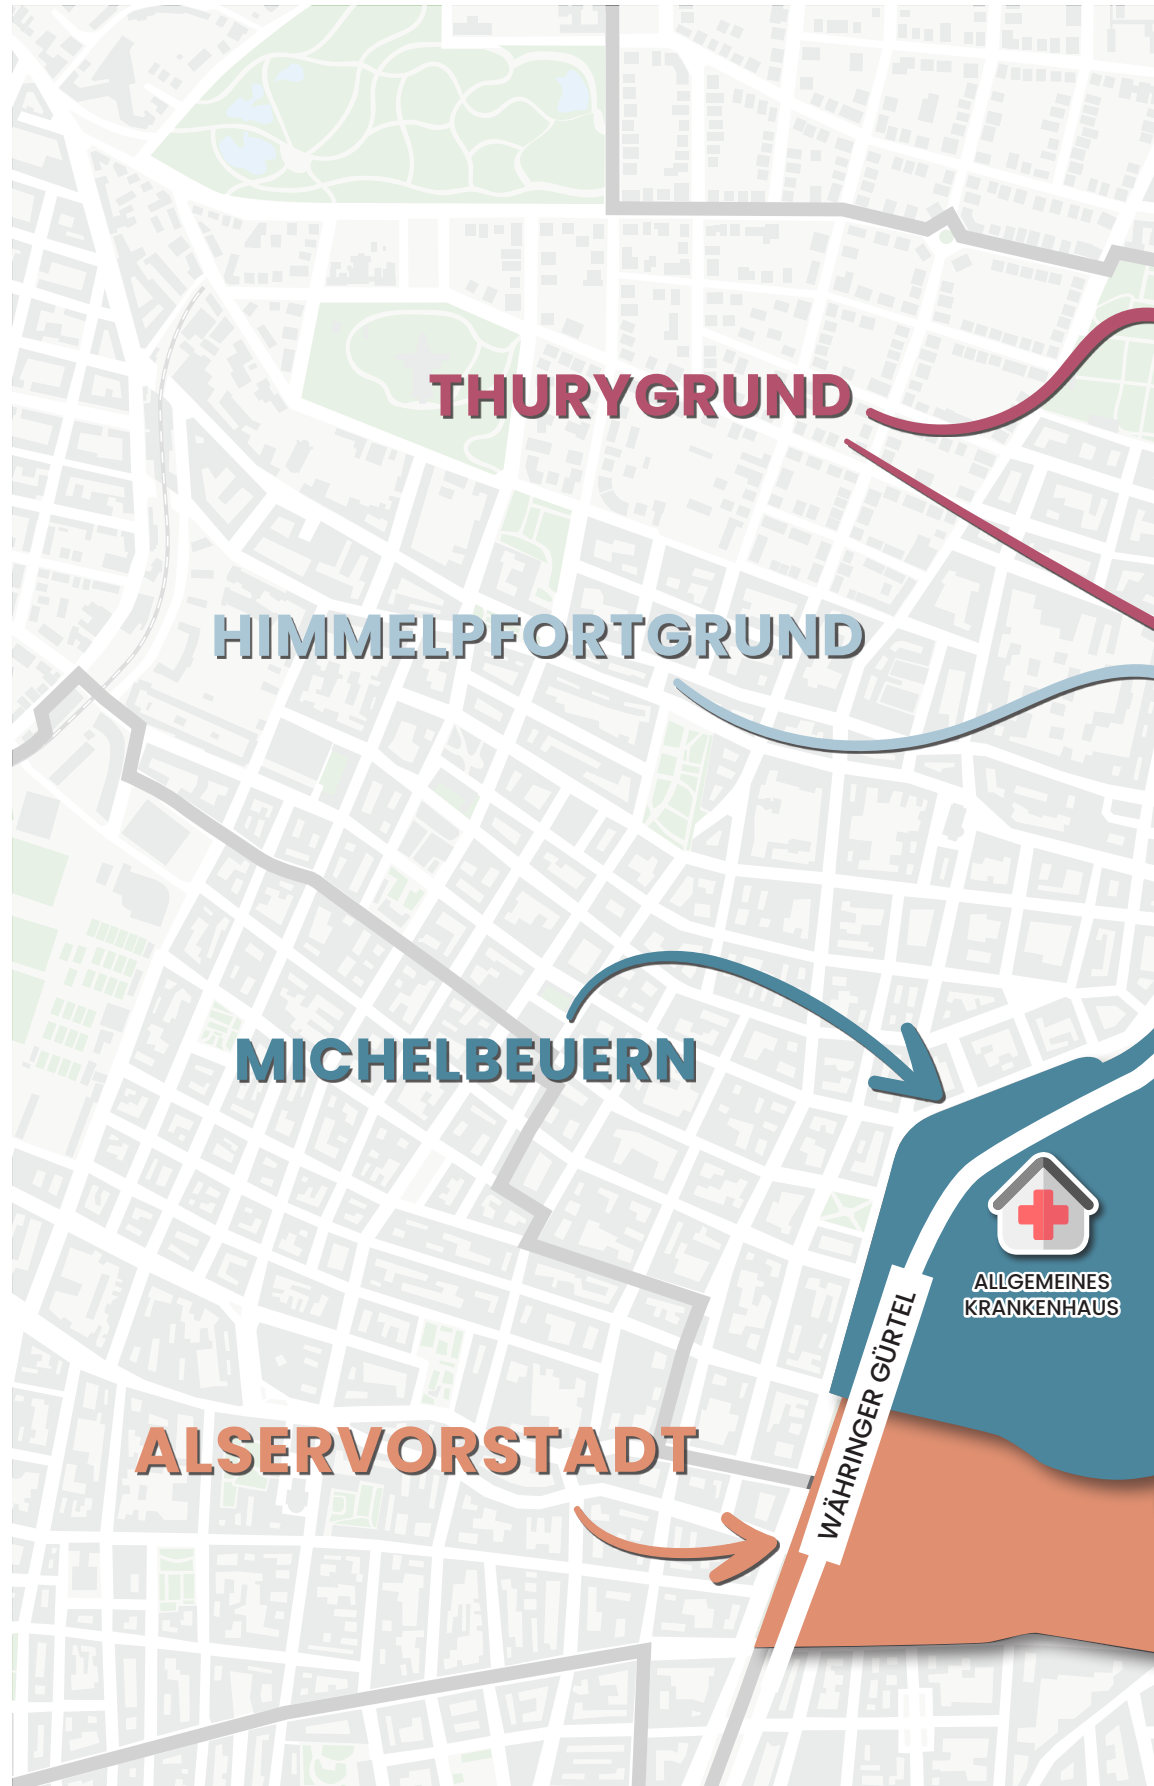 THURYGRUND
HIMMELPFORTGRUND
MICHELBEUERN
ALLGEMEINES
KRANKENHAUS
WÄHRINGER GÜRTEL
ALSERVORSTADT